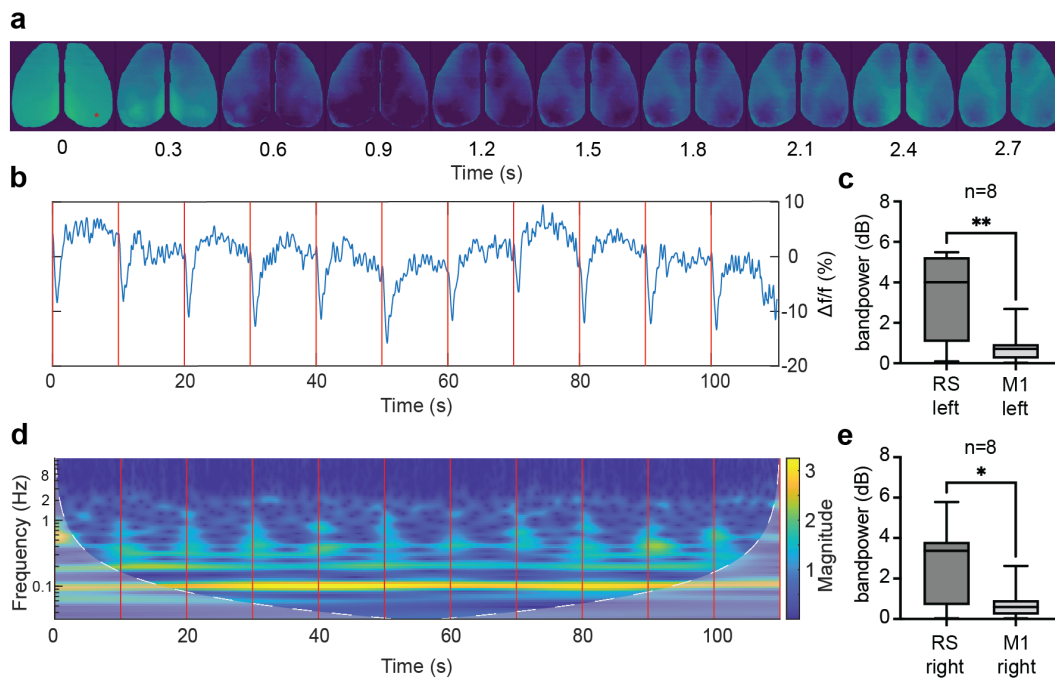 a
0 0.3 0.6 0.9 1.2 1.5 1.8 2.1 2.4 2.7
Time (s)
b
10
0
-10
-20
Δf/f (%)
0 20 40 60 80 100
Time (s)
c
n=8
**
bandpower (dB)
8
6
4
2
0
RS left
M1 left
d
Frequency (Hz)
8
2
1
0.1
0 20 40 60 80 100
Time (s)
3
2
1
Magnitude
e
n=8
*
bandpower (dB)
8
6
4
2
0
RS right
M1 right